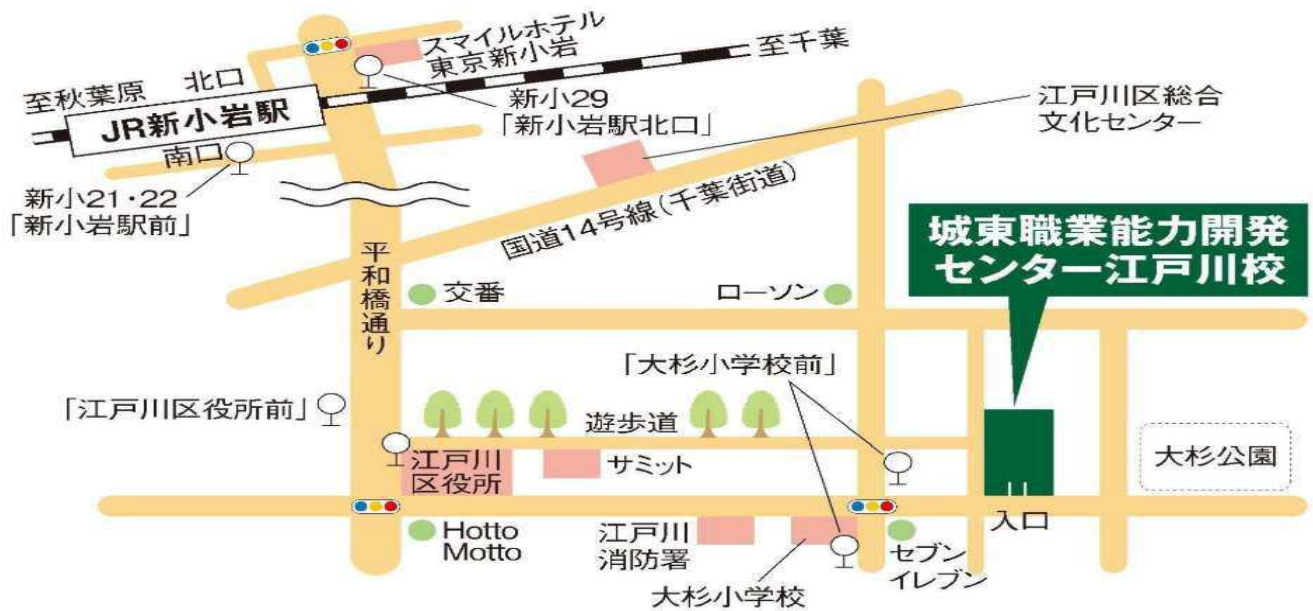 スマイルホテル
東京新小岩
至千葉
至秋葉原
北口
JR新小岩駅
南口
新小29
「新小岩駅北口」
江戸川区総合
文化センター
新小21・22
「新小岩駅前」
国道14号線(千葉街道)
城東職業能力開発
センター江戸川校
平和橋通り
交番
ローソン
「大杉小学校前」
「江戸川区役所前」
遊歩道
江戸川
区役所
サミット
大杉公園
入口
Hotto
Motto
江戸川
消防署
セブン
イレブン
大杉小学校